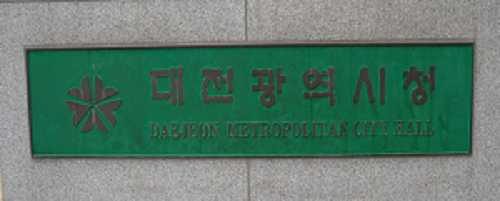 대전광역시청
DAEJEON METROPOLITAN CITY HALL